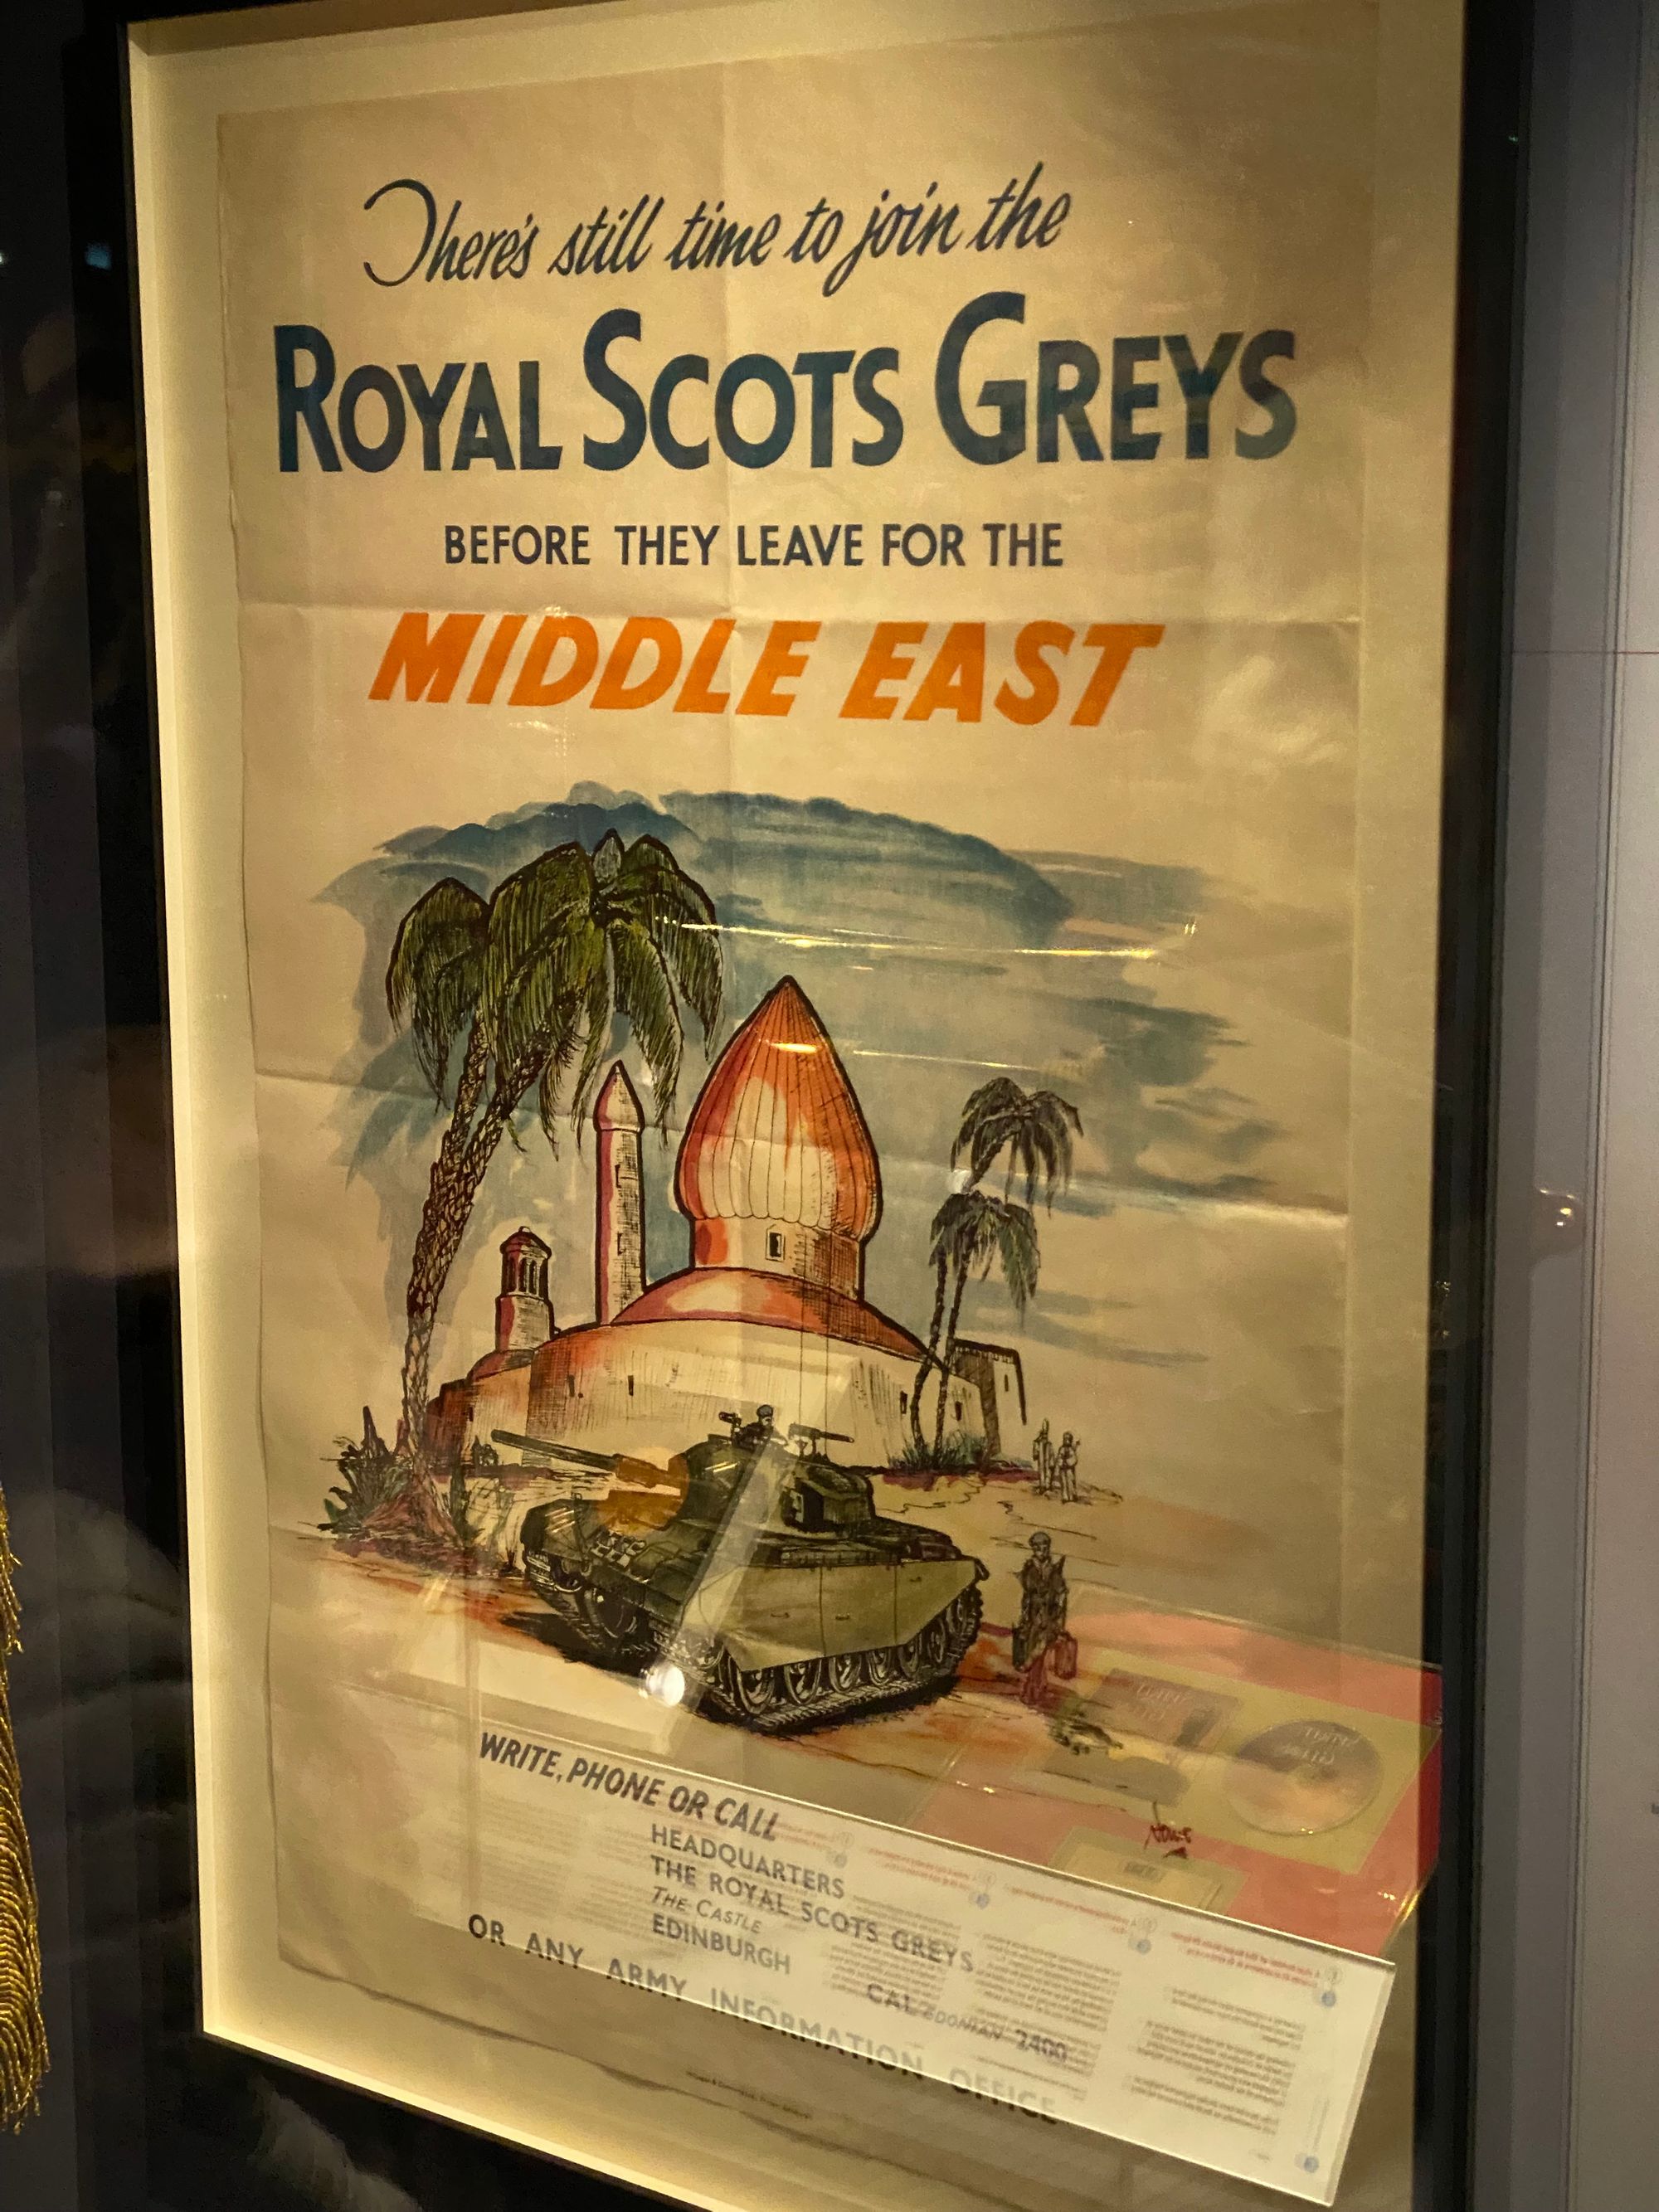 There's still time to join the
ROYAL SCOTS GREYS
BEFORE THEY LEAVE FOR THE
MIDDLE EAST
WRITE, PHONE OR CALL
HEADQUARTERS
THE ROYAL SCOTS GREYS
THE CASTLE
EDINBURGH
CALEDONIAN 2400
OR ANY ARMY INFORMATION OFFICE